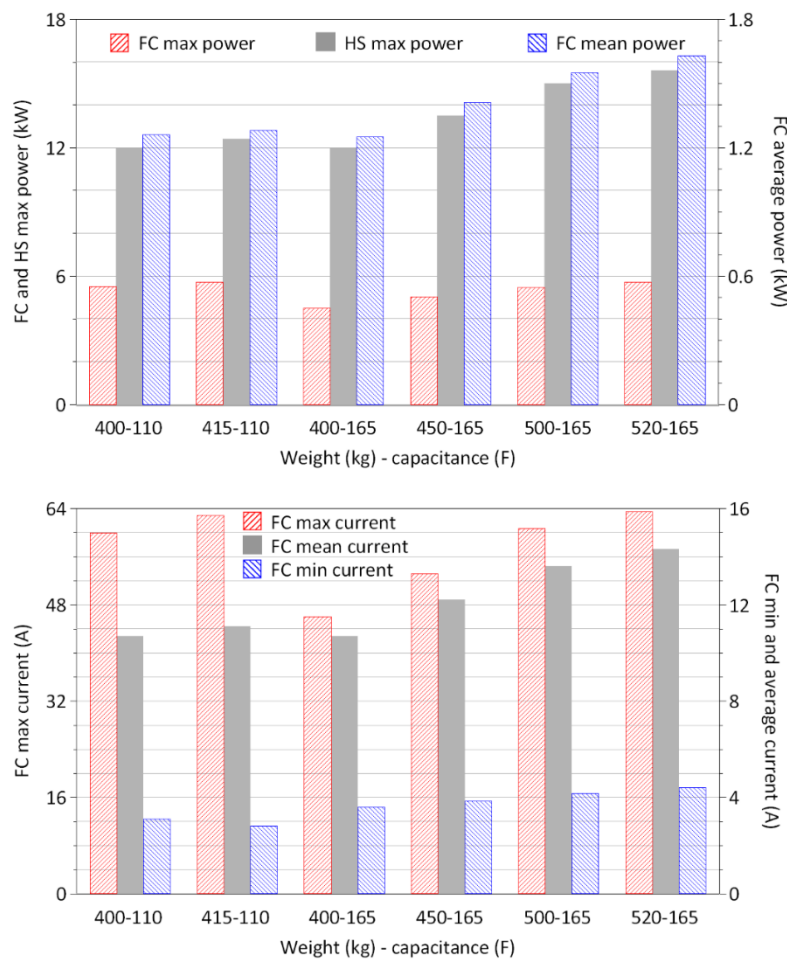 18
FC max power
HS max power
FC mean power
1.8
12
1.2
6
0.6
0
0
FC and HS max power (kW)
FC average power (kW)
400-110
415-110
400-165
450-165
500-165
520-165
Weight (kg) - capacitance (F)
64
FC max current
FC mean current
FC min current
16
48
12
32
8
16
4
0
0
FC max current (A)
FC min and average current (A)
400-110
415-110
400-165
450-165
500-165
520-165
Weight (kg) - capacitance (F)